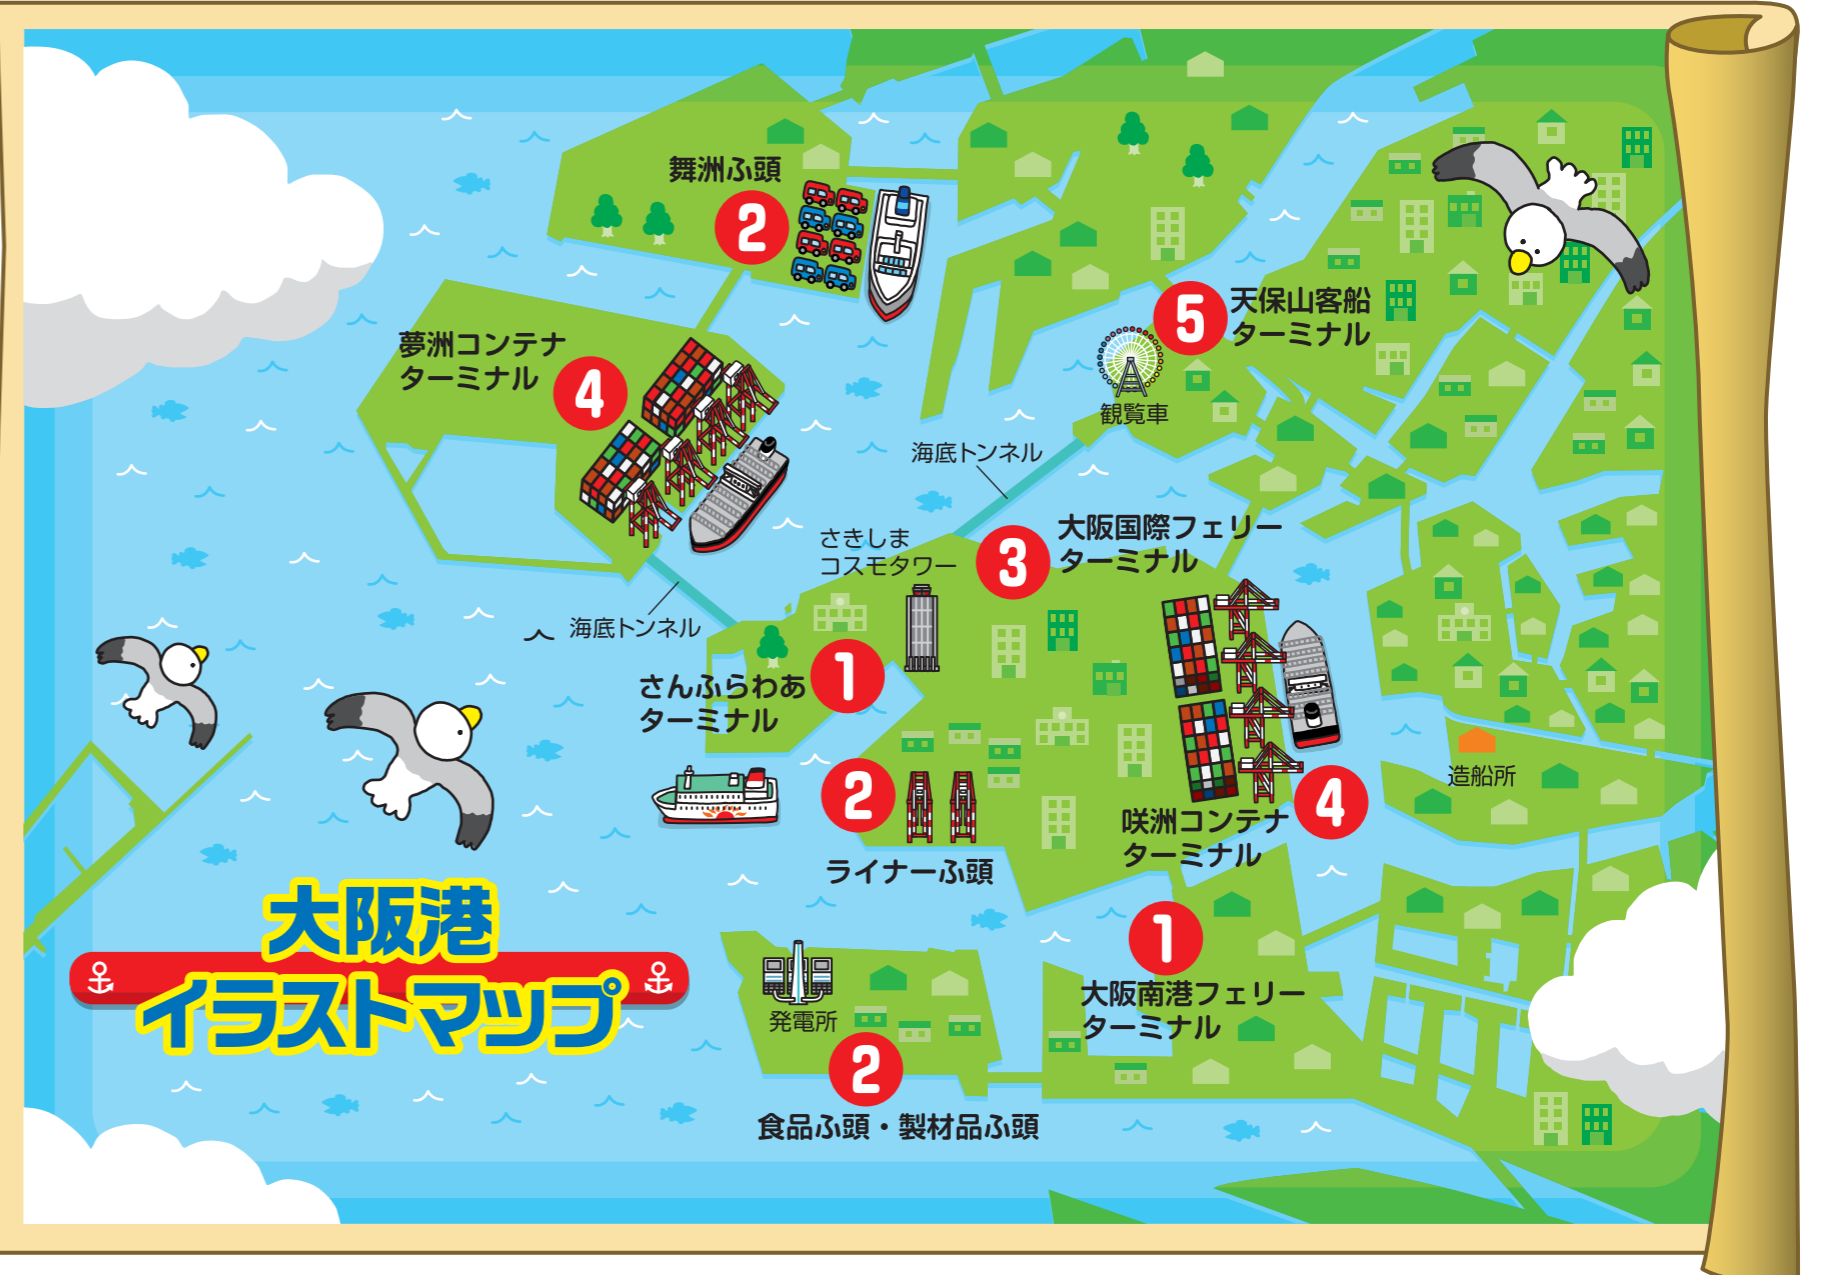 舞洲ふ頭
2
5
天保山客船
ターミナル
夢洲コンテナ
ターミナル
4
観覧車
海底トンネル
さきしま
コスモタワー
3
大阪国際フェリー
ターミナル
海底トンネル
さんふらわあ
ターミナル
1
2
ライナーふ頭
造船所
咲洲コンテナ
ターミナル
4
大阪港
イラストマップ
発電所
2
食品ふ頭・製材品ふ頭
1
大阪南港フェリー
ターミナル